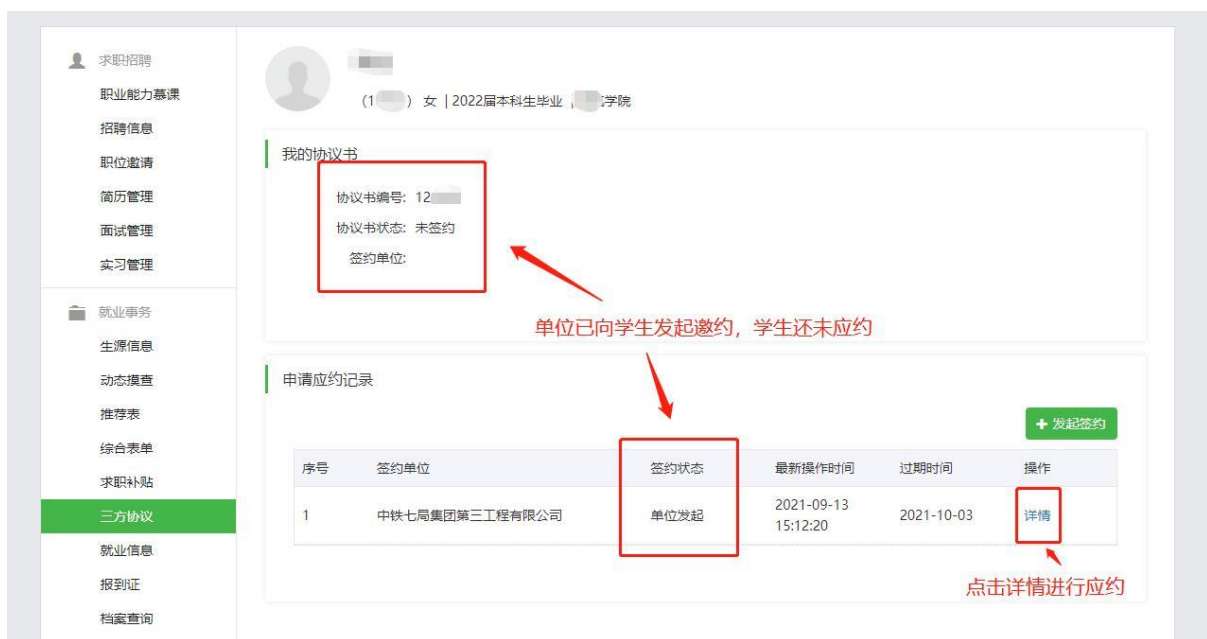 求职招聘
职业能力慕课
招聘信息
职位邀请
简历管理
面试管理
实习管理
就业事务
生源信息
动态摸查
推荐表
综合表单
求职补贴
三方协议
就业信息
报到证
档案查询
(1 ) 女 | 2022届本科生毕业 学院
我的协议书
协议书编号: 12
协议书状态: 未签约
签约单位:
单位已向学生发起邀约，学生还未应约
申请应约记录
+ 发起签约
序号 签约单位 签约状态 最新操作时间 过期时间 操作
1 中铁七局集团第三工程有限公司 单位发起 2021-09-13 2021-10-03 详情
15:12:20
点击详情进行应约